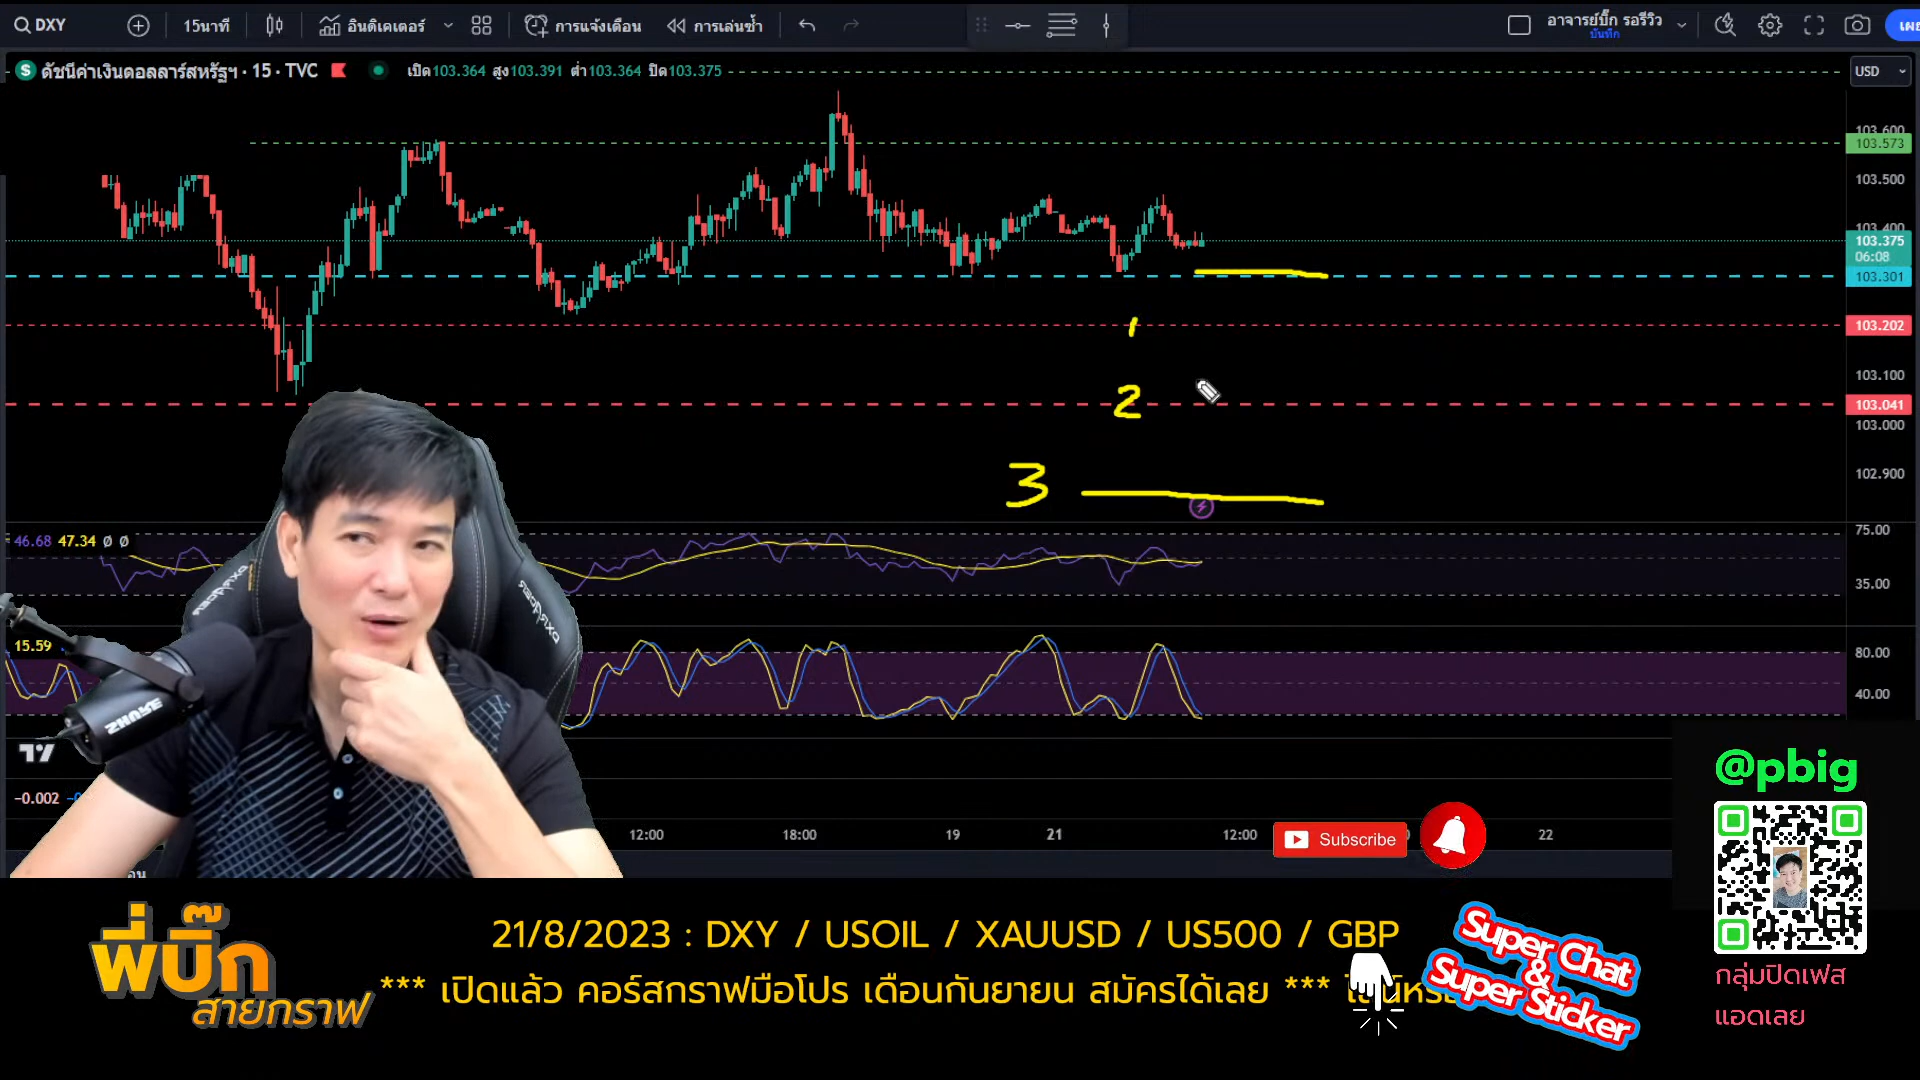 DXY
15นาที
อินดิเคเตอร์
การแจ้งเตือน
การเล่นซ้ำ
อาจารย์บิ๊ก รอรีวิว
บันทึก
เผย
S ดัชนีค่าเงินดอลลาร์สหรัฐฯ · 15 · TVC
เปิด103.364 สูง103.391 ต่ำ103.364 ปิด103.375
USD
103.600
103.573
103.500
103.400
103.375
06:08
103.301
103.202
103.100
103.041
103.000
102.900
1
2
3
46.68 47.34 Ø Ø
75.00
35.00
15.59
80.00
40.00
DXRACER
DXRACER
−0.002
12:00
18:00
19
21
12:00
22
Subscribe
@pbig
กลุ่มปิดเฟส
แอดเลย
พี่บิ๊ก
สายกราฟ
21/8/2023 : DXY / USOIL / XAUUSD / US500 / GBP
*** เปิดแล้ว คอร์สกราฟมือโปร เดือนกันยายน สมัครได้เลย ***
Super Chat
&
Super Sticker